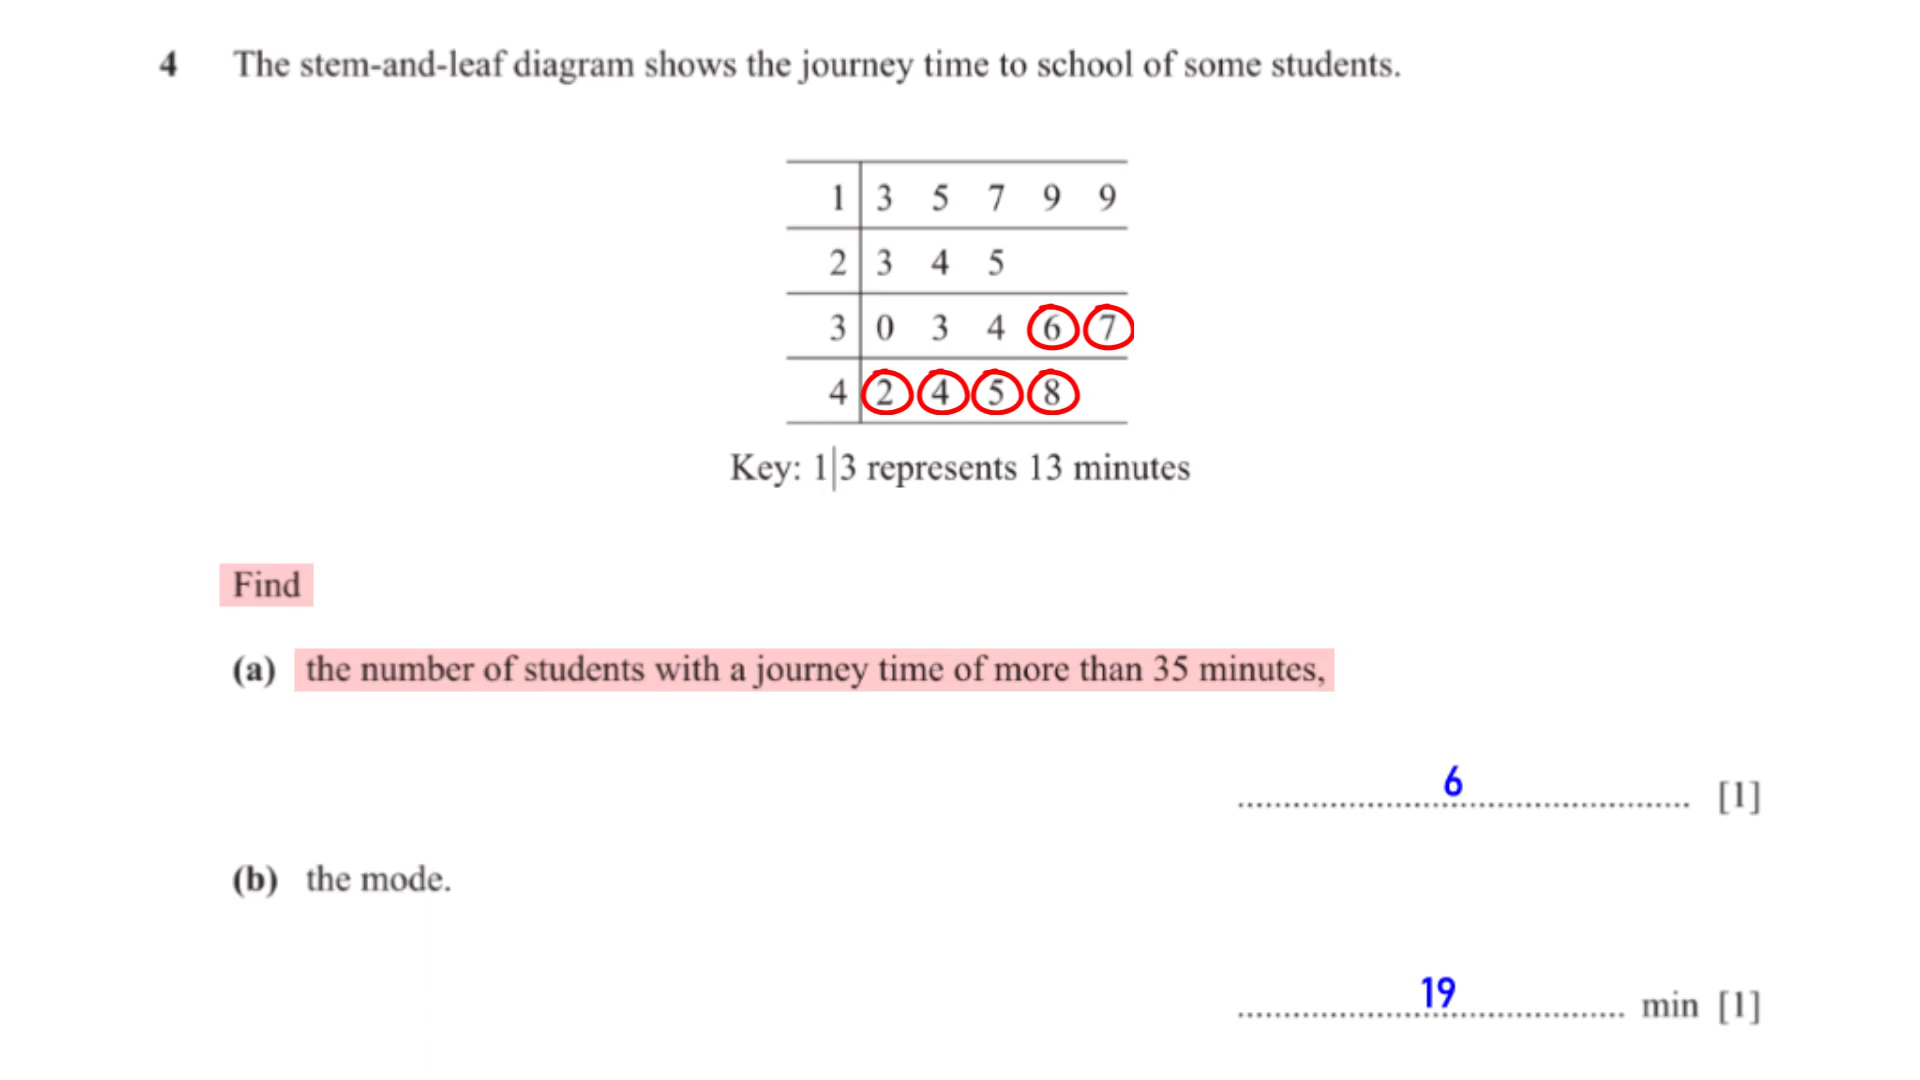 4 The stem-and-leaf diagram shows the journey time to school of some students.
1 3 5 7 9 9
2 3 4 5
3 0 3 4 6 7
4 2 4 5 8
Key: 1|3 represents 13 minutes
Find
(a) the number of students with a journey time of more than 35 minutes,
6 [1]
(b) the mode.
19 min [1]